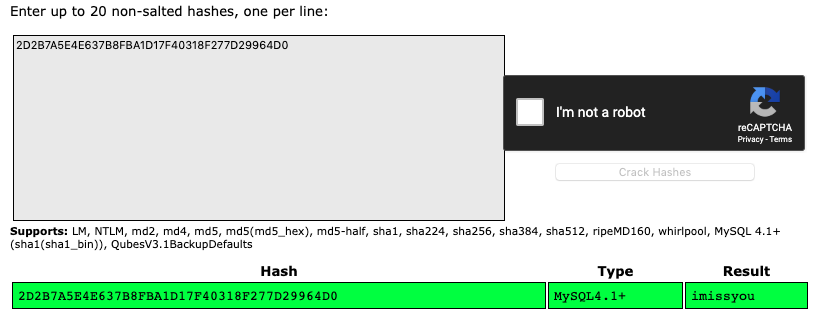 Enter up to 20 non-salted hashes, one per line:
2D2B7A5E4E637B8FBA1D17F40318F277D29964D0
I'm not a robot
reCAPTCHA
Privacy - Terms
Crack Hashes
Supports: LM, NTLM, md2, md4, md5, md5(md5_hex), md5-half, sha1, sha224, sha256, sha384, sha512, ripeMD160, whirlpool, MySQL 4.1+
(sha1(sha1_bin)), QubesV3.1BackupDefaults
Hash Type Result
2D2B7A5E4E637B8FBA1D17F40318F277D29964D0 MySQL4.1+ imissyou